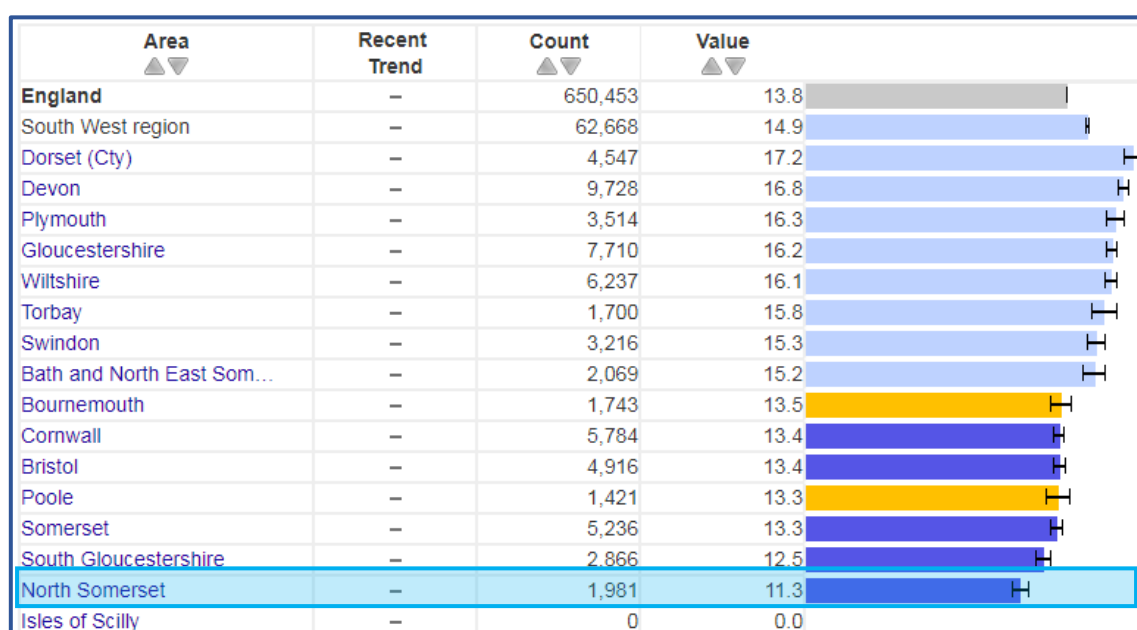 Area Recent Trend Count Value
England – 650,453 13.8
South West region – 62,668 14.9
Dorset (Cty) – 4,547 17.2
Devon – 9,728 16.8
Plymouth – 3,514 16.3
Gloucestershire – 7,710 16.2
Wiltshire – 6,237 16.1
Torbay – 1,700 15.8
Swindon – 3,216 15.3
Bath and North East Som... – 2,069 15.2
Bournemouth – 1,743 13.5
Cornwall – 5,784 13.4
Bristol – 4,916 13.4
Poole – 1,421 13.3
Somerset – 5,236 13.3
South Gloucestershire – 2,866 12.5
North Somerset – 1,981 11.3
Isles of Scilly – 0 0.0